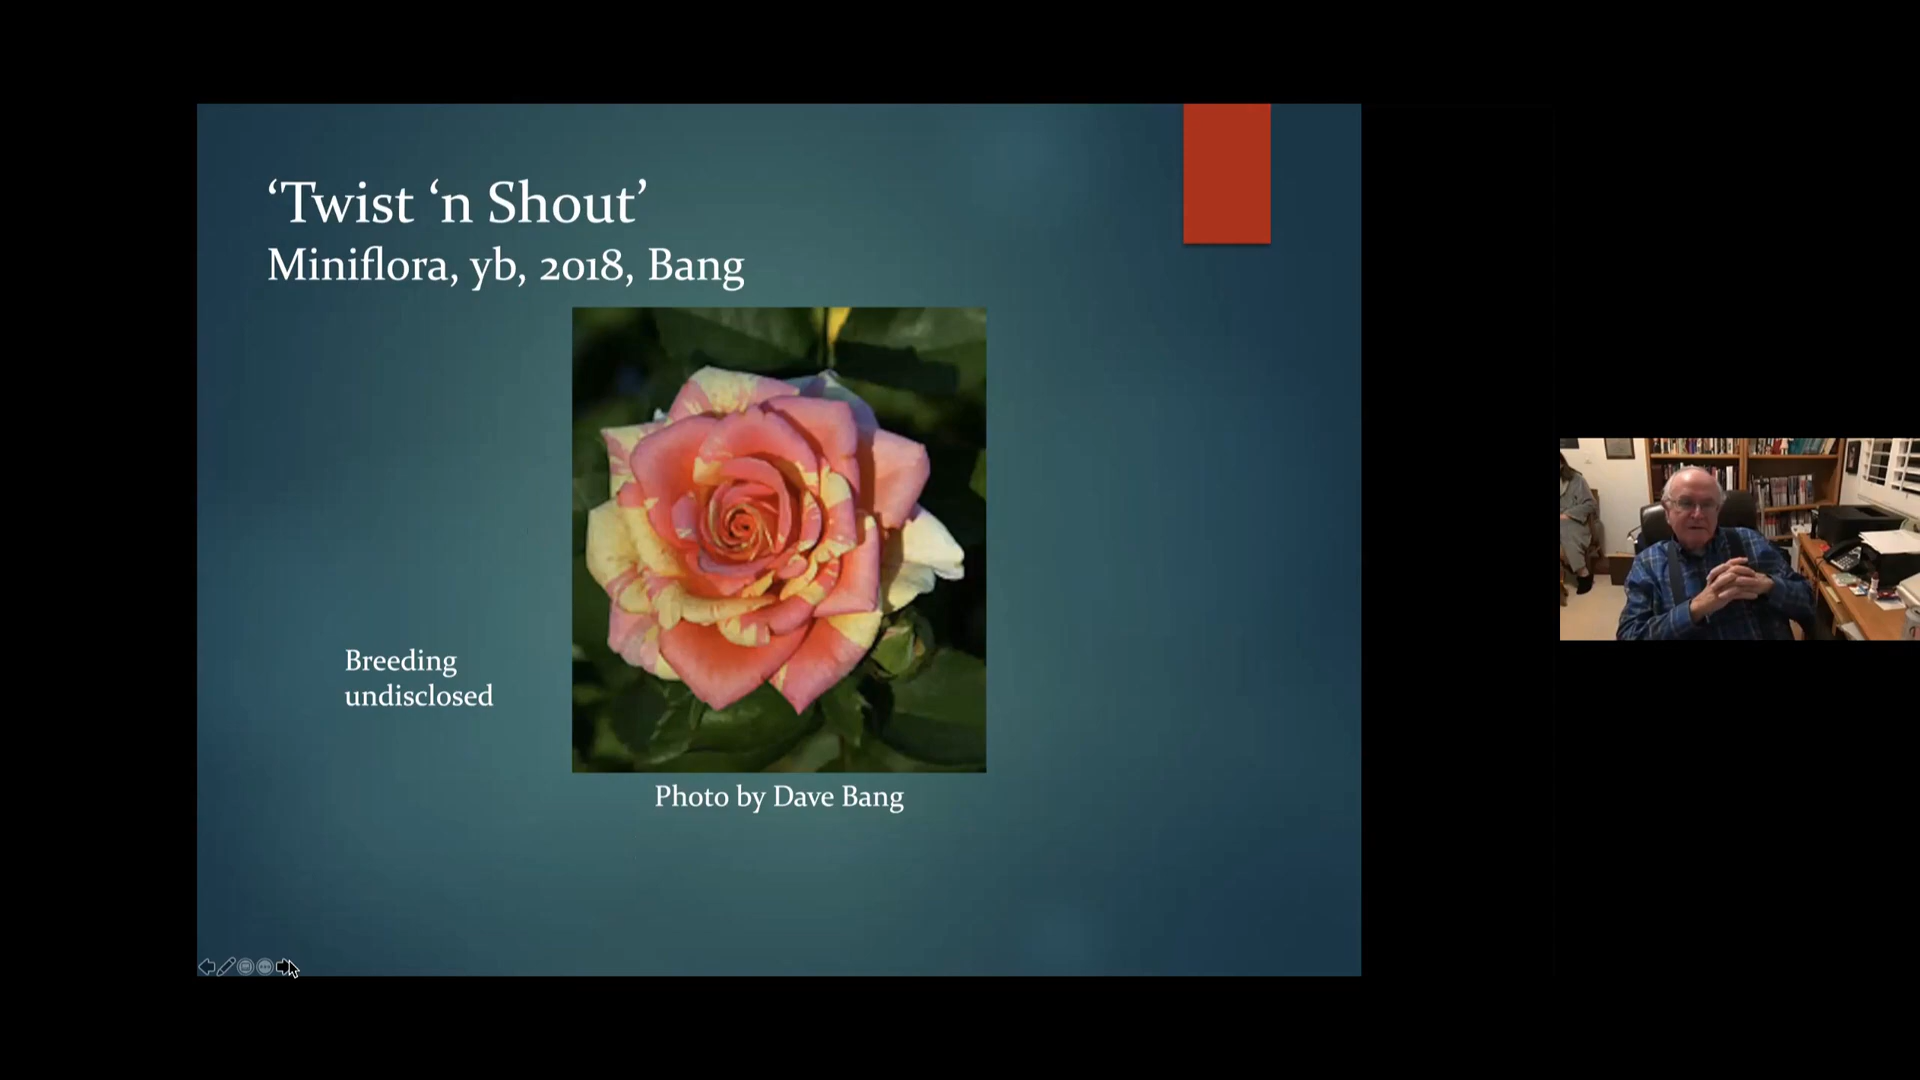 ‘Twist ‘n Shout’
Miniflora, yb, 2018, Bang
Breeding
undisclosed
Photo by Dave Bang